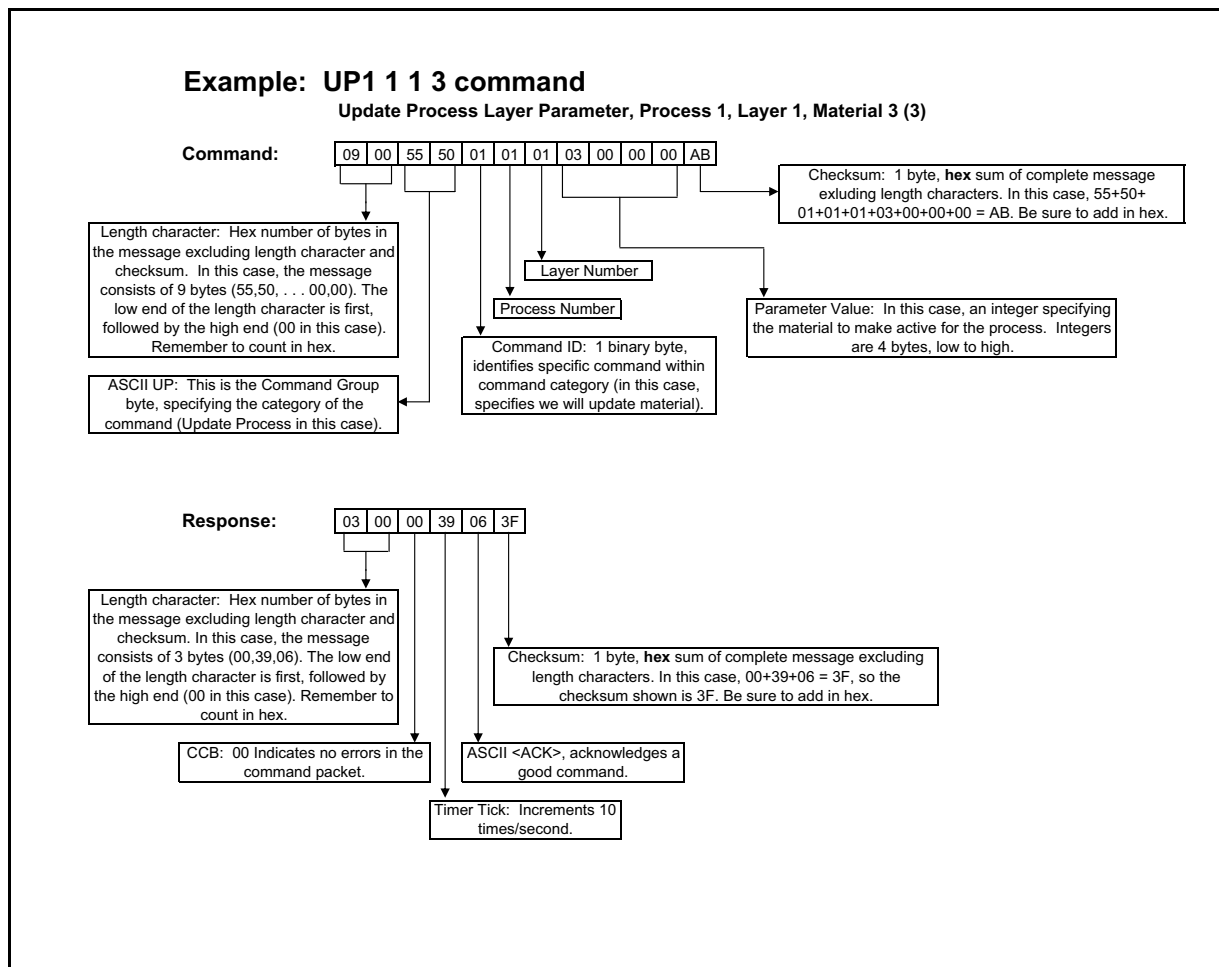 Example: UP1 1 1 3 command
Update Process Layer Parameter, Process 1, Layer 1, Material 3 (3)
Command:
09 00 55 50 01 01 01 03 00 00 00 AB
Checksum: 1 byte, hex sum of complete message
exluding length characters. In this case, 55+50+
01+01+01+03+00+00+00 = AB. Be sure to add in hex.
Length character: Hex number of bytes in
the message excluding length character and
checksum. In this case, the message
consists of 9 bytes (55,50, . . . 00,00). The
low end of the length character is first,
followed by the high end (00 in this case).
Remember to count in hex.
Layer Number
Process Number
Parameter Value: In this case, an integer specifying
the material to make active for the process. Integers
are 4 bytes, low to high.
Command ID: 1 binary byte,
identifies specific command within
command category (in this case,
specifies we will update material).
ASCII UP: This is the Command Group
byte, specifying the category of the
command (Update Process in this case).
Response:
03 00 00 39 06 3F
Length character: Hex number of bytes in
the message excluding length character and
checksum. In this case, the message
consists of 3 bytes (00,39,06). The low end
of the length character is first, followed by
the high end (00 in this case). Remember to
count in hex.
Checksum: 1 byte, hex sum of complete message excluding
length characters. In this case, 00+39+06 = 3F, so the
checksum shown is 3F. Be sure to add in hex.
CCB: 00 Indicates no errors in the
command packet.
ASCII <ACK>, acknowledges a
good command.
Timer Tick: Increments 10
times/second.